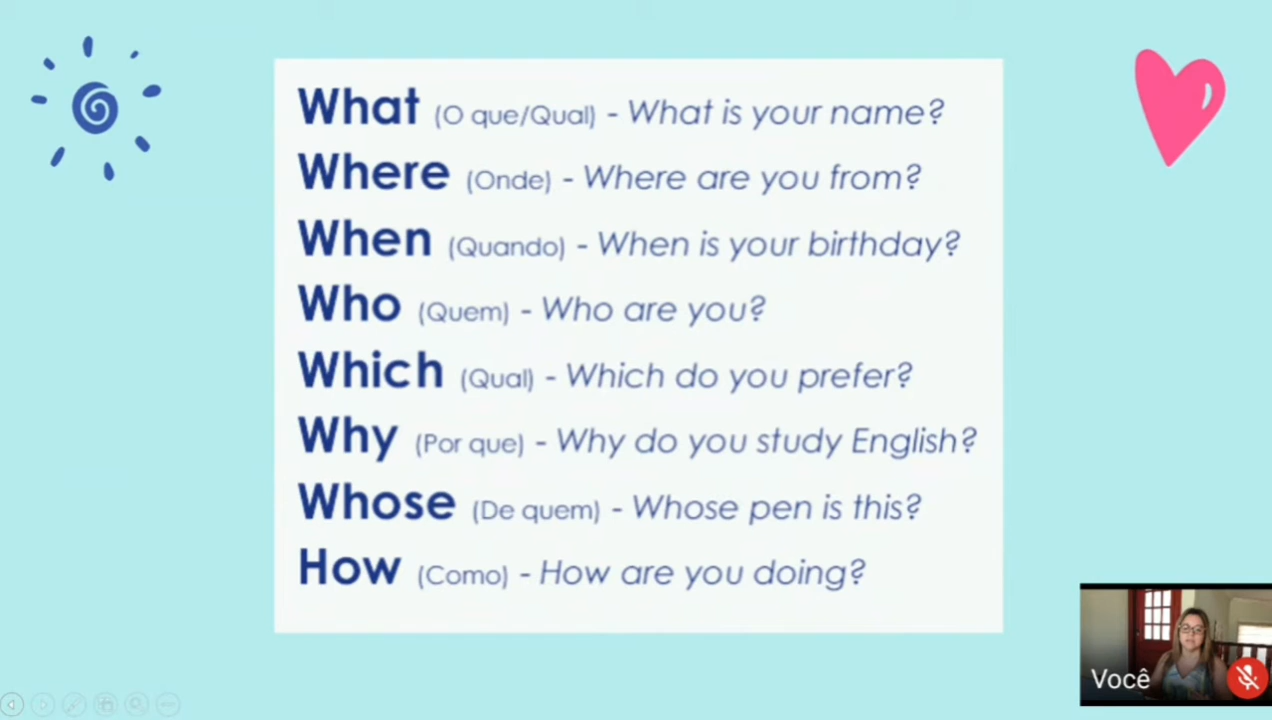 What (O que/Qual) - What is your name?
Where (Onde) - Where are you from?
When (Quando) - When is your birthday?
Who (Quem) - Who are you?
Which (Qual) - Which do you prefer?
Why (Por que) - Why do you study English?
Whose (De quem) - Whose pen is this?
How (Como) - How are you doing?
Você